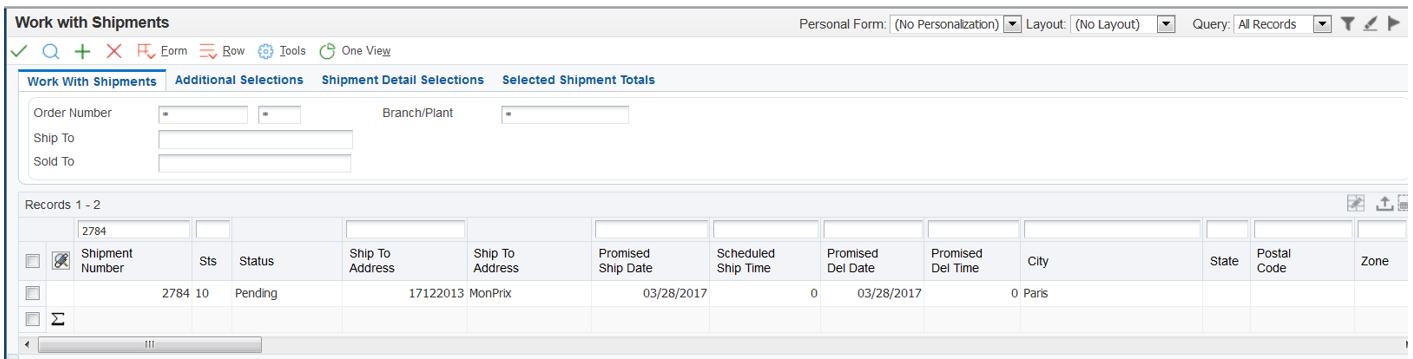 Work with Shipments
Personal Form: (No Personalization) Layout: (No Layout) Query: All Records
Form Row Tools One View
Work With Shipments Additional Selections Shipment Detail Selections Selected Shipment Totals
Order Number * * Branch/Plant *
Ship To
Sold To
Records 1 - 2
2784
Shipment Number Sts Status Ship To Address Ship To Address Promised Ship Date Scheduled Ship Time Promised Del Date Promised Del Time City State Postal Code Zone
2784 10 Pending 17122013 MonPrix 03/28/2017 0 03/28/2017 0 Paris
Σ